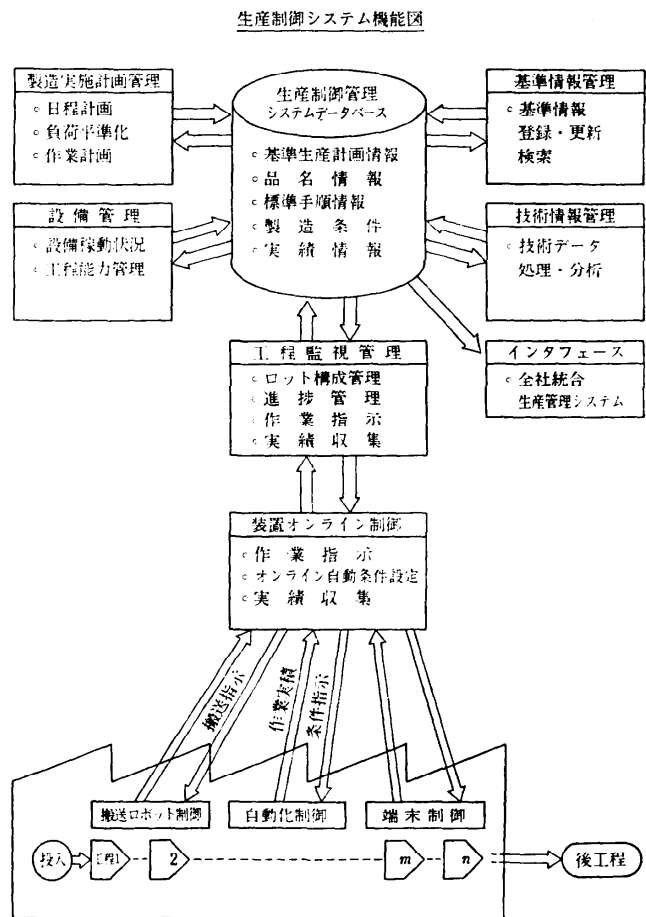 生産制御システム機能図
製造実施計画管理
○日程計画
○負荷平準化
○作業計画
生産制御管理
システムデータベース
○基準生産計画情報
○品名情報
○標準手順情報
○製造条件
○実績情報
基準情報管理
○基準情報
登録・更新
検索
設備管理
○設備稼動状況
○工程能力管理
技術情報管理
○技術データ
処理・分析
工程監視管理
○ロット構成管理
○進捗管理
○作業指示
○実績収集
インタフェース
○全社統合
生産管理システム
装置オンライン制御
○作業指示
○オンライン自動条件設定
○実績収集
搬送指示
作業実積
条件指示
搬送ロボット制御
自動化制御
端末制御
投入
工程1
2
m
n
後工程